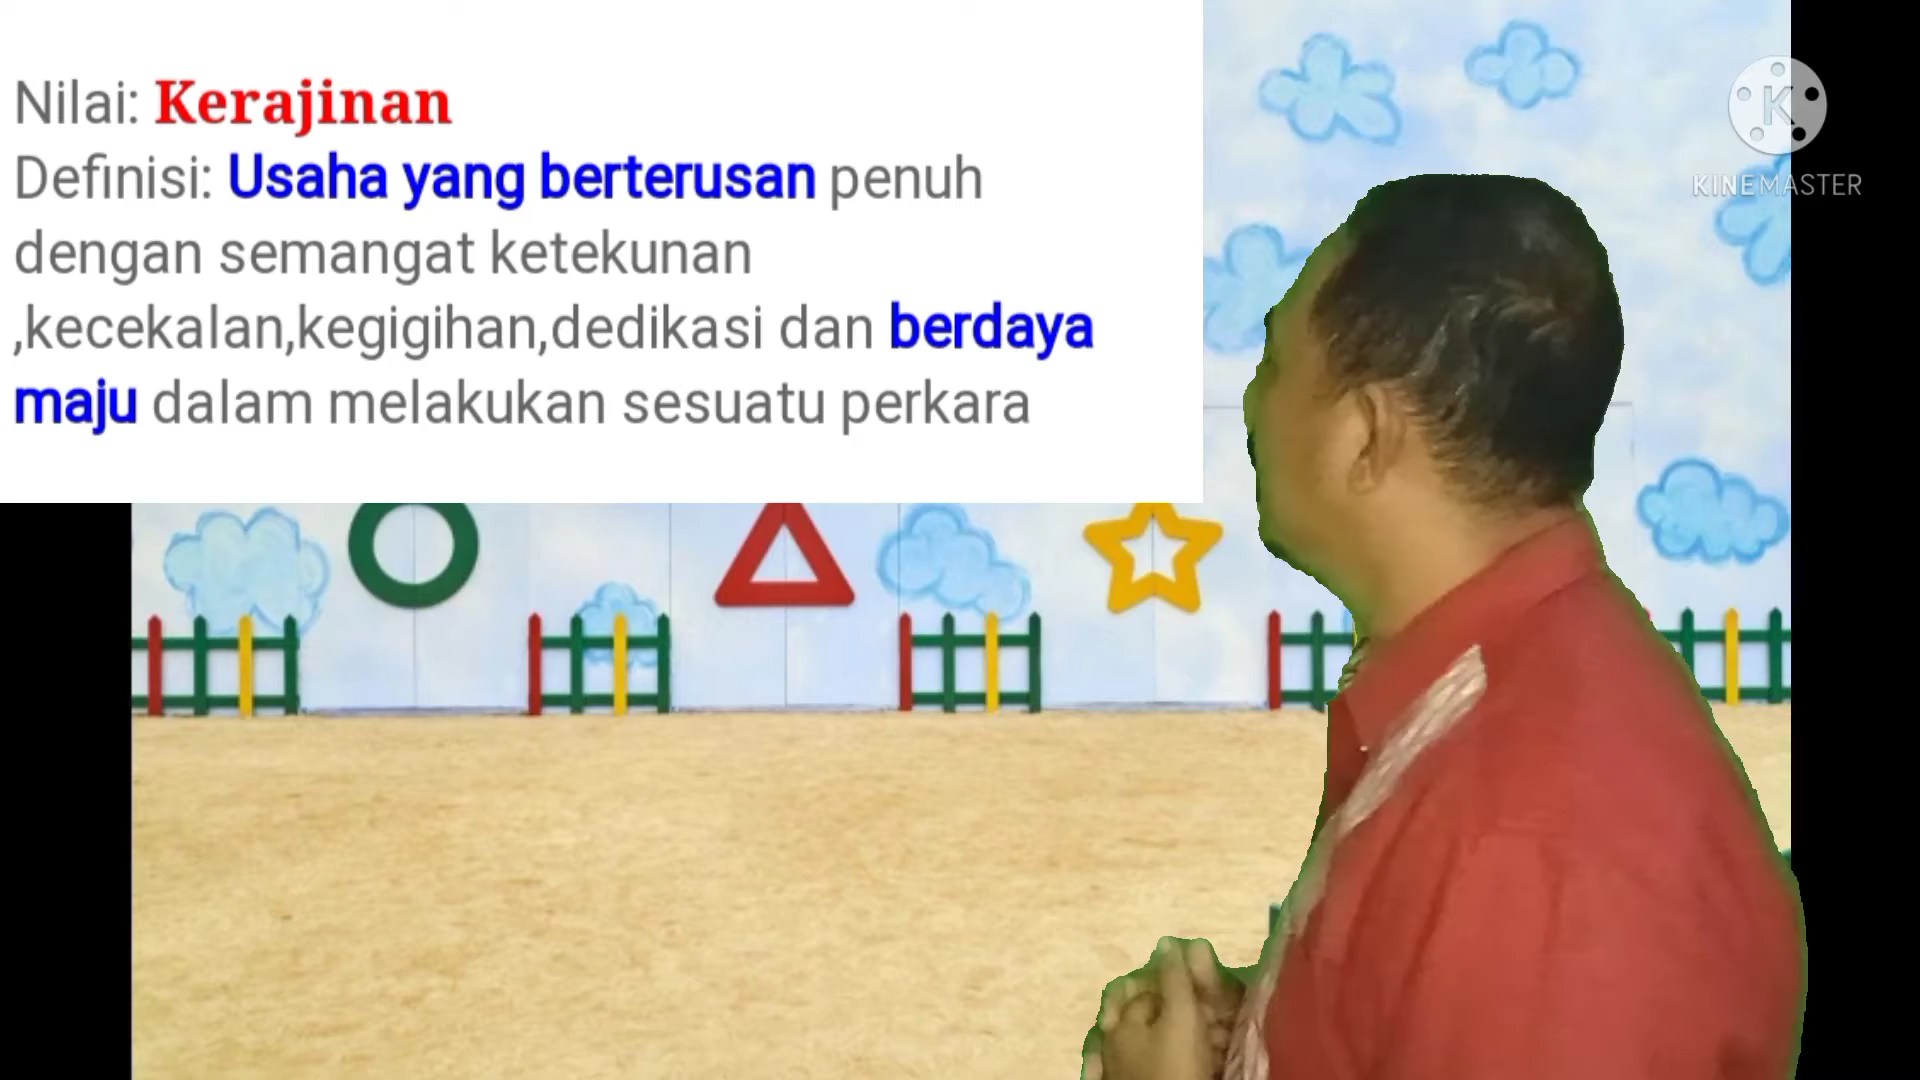 Nilai: Kerajinan
Definisi: Usaha yang berterusan penuh
dengan semangat ketekunan
,kecekalan,kegigihan,dedikasi dan berdaya
maju dalam melakukan sesuatu perkara
K
KINEMASTER